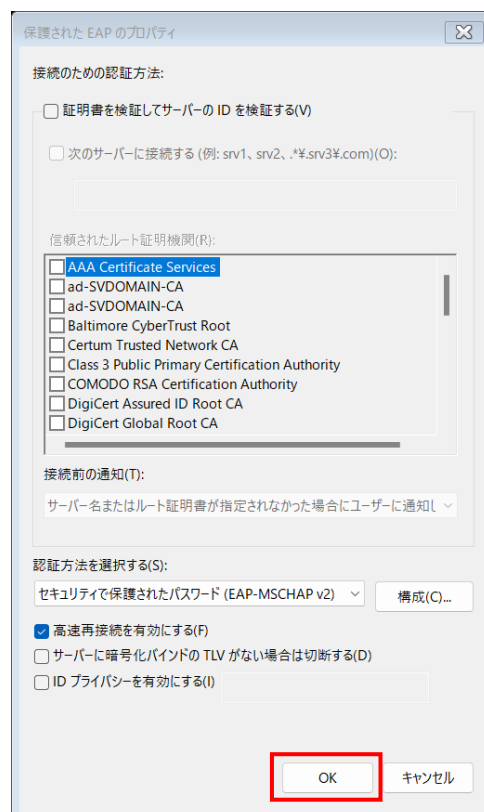 保護された EAP のプロパティ
接続のための認証方法:
証明書を検証してサーバーの ID を検証する(V)
次のサーバーに接続する (例: srv1、srv2、.*¥.srv3¥.com)(O):
信頼されたルート証明機関(R):
AAA Certificate Services
ad-SVDOMAIN-CA
ad-SVDOMAIN-CA
Baltimore CyberTrust Root
Certum Trusted Network CA
Class 3 Public Primary Certification Authority
COMODO RSA Certification Authority
DigiCert Assured ID Root CA
DigiCert Global Root CA
接続前の通知(T):
サーバー名またはルート証明書が指定されなかった場合にユーザーに通知し
認証方法を選択する(S):
セキュリティで保護されたパスワード (EAP-MSCHAP v2) 構成(C)...
高速再接続を有効にする(F)
サーバーに暗号化バインドの TLV がない場合は切断する(D)
ID プライバシーを有効にする(I)
OK キャンセル